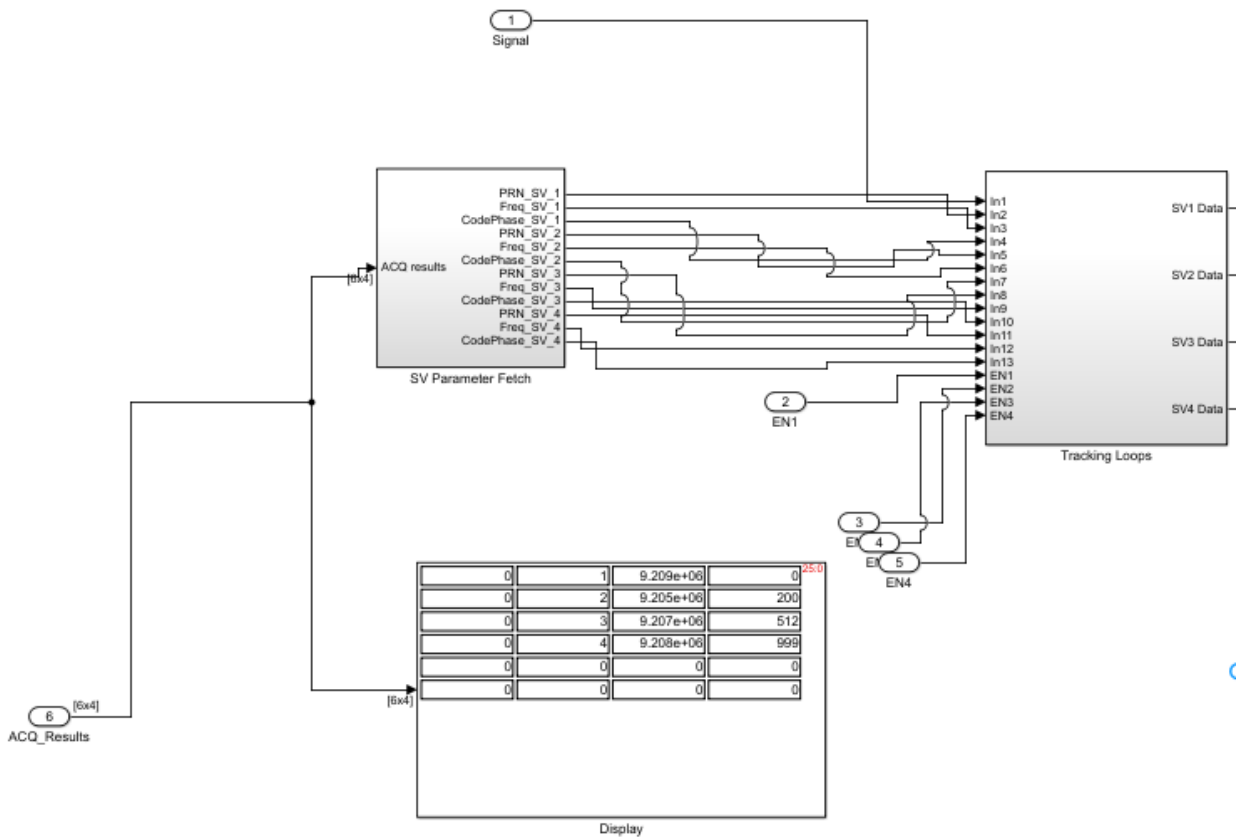 1
Signal
PRN_SV_1
Freq_SV_1
CodePhase_SV_1
PRN_SV_2
Freq_SV_2
CodePhase_SV_2
PRN_SV_3
Freq_SV_3
CodePhase_SV_3
PRN_SV_4
Freq_SV_4
CodePhase_SV_4
ACQ results
[6x4]
SV Parameter Fetch
In1
In2
In3
In4
In5
In6
In7
In8
In9
In10
In11
In12
In13
EN1
EN2
EN3
EN4
SV1 Data
SV2 Data
SV3 Data
SV4 Data
Tracking Loops
2
EN1
3
4
5
EN4
25:0
0 1 9.209e+06 0
0 2 9.205e+06 200
0 3 9.207e+06 512
0 4 9.208e+06 999
0 0 0 0
0 0 0 0
[6x4]
Display
6
[6x4]
ACQ_Results